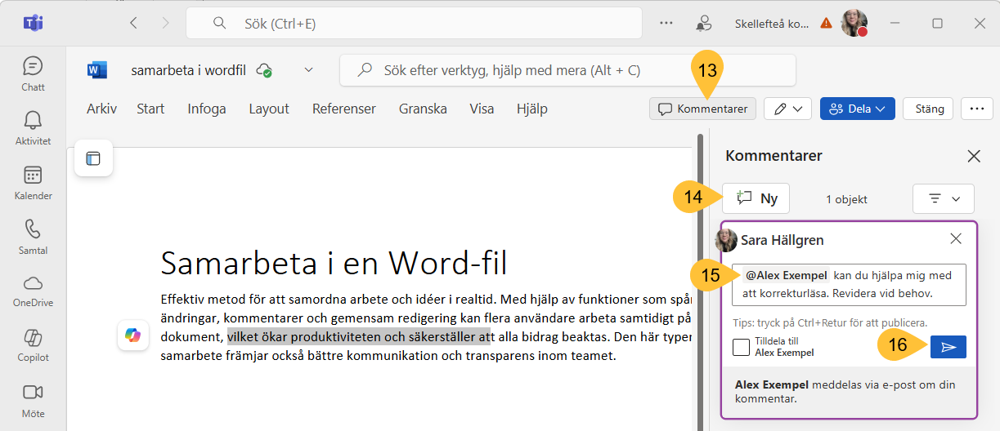 Sök (Ctrl+E)
Skellefteå ko...
Chatt
Aktivitet
Kalender
Samtal
OneDrive
Copilot
Möte
samarbeta i wordfil
Sök efter verktyg, hjälp med mera (Alt + C)
13
Arkiv Start Infoga Layout Referenser Granska Visa Hjälp
Kommentarer
Dela
Stäng
Kommentarer
14
Ny
1 objekt
Samarbeta i en Word-fil
Effektiv metod för att samordna arbete och idéer i realtid. Med hjälp av funktioner som spår
ändringar, kommentarer och gemensam redigering kan flera användare arbeta samtidigt på
dokument, vilket ökar produktiviteten och säkerställer att alla bidrag beaktas. Den här typer
samarbete främjar också bättre kommunikation och transparens inom teamet.
Sara Hällgren
15
@Alex Exempel kan du hjälpa mig med
att korrekturläsa. Revidera vid behov.
Tips: tryck på Ctrl+Retur för att publicera.
Tilldela till
Alex Exempel
16
Alex Exempel meddelas via e-post om din
kommentar.